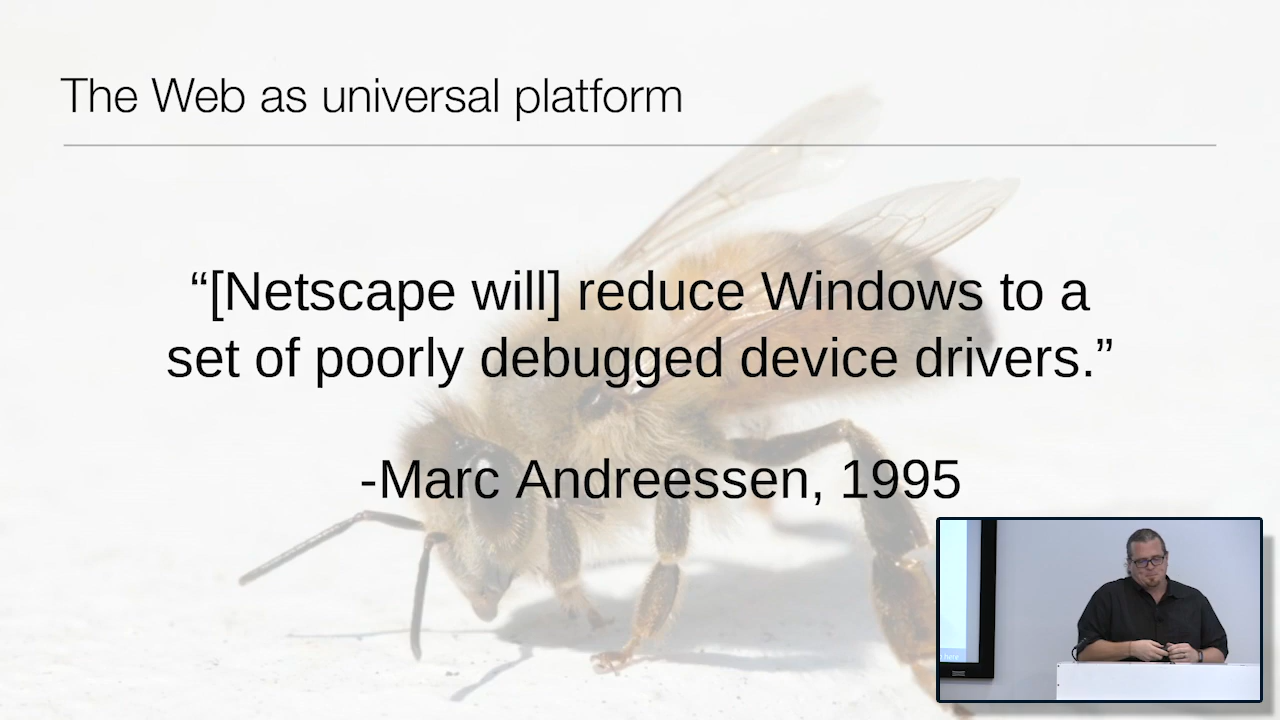 The Web as universal platform
“[Netscape will] reduce Windows to a
set of poorly debugged device drivers.”
-Marc Andreessen, 1995
here